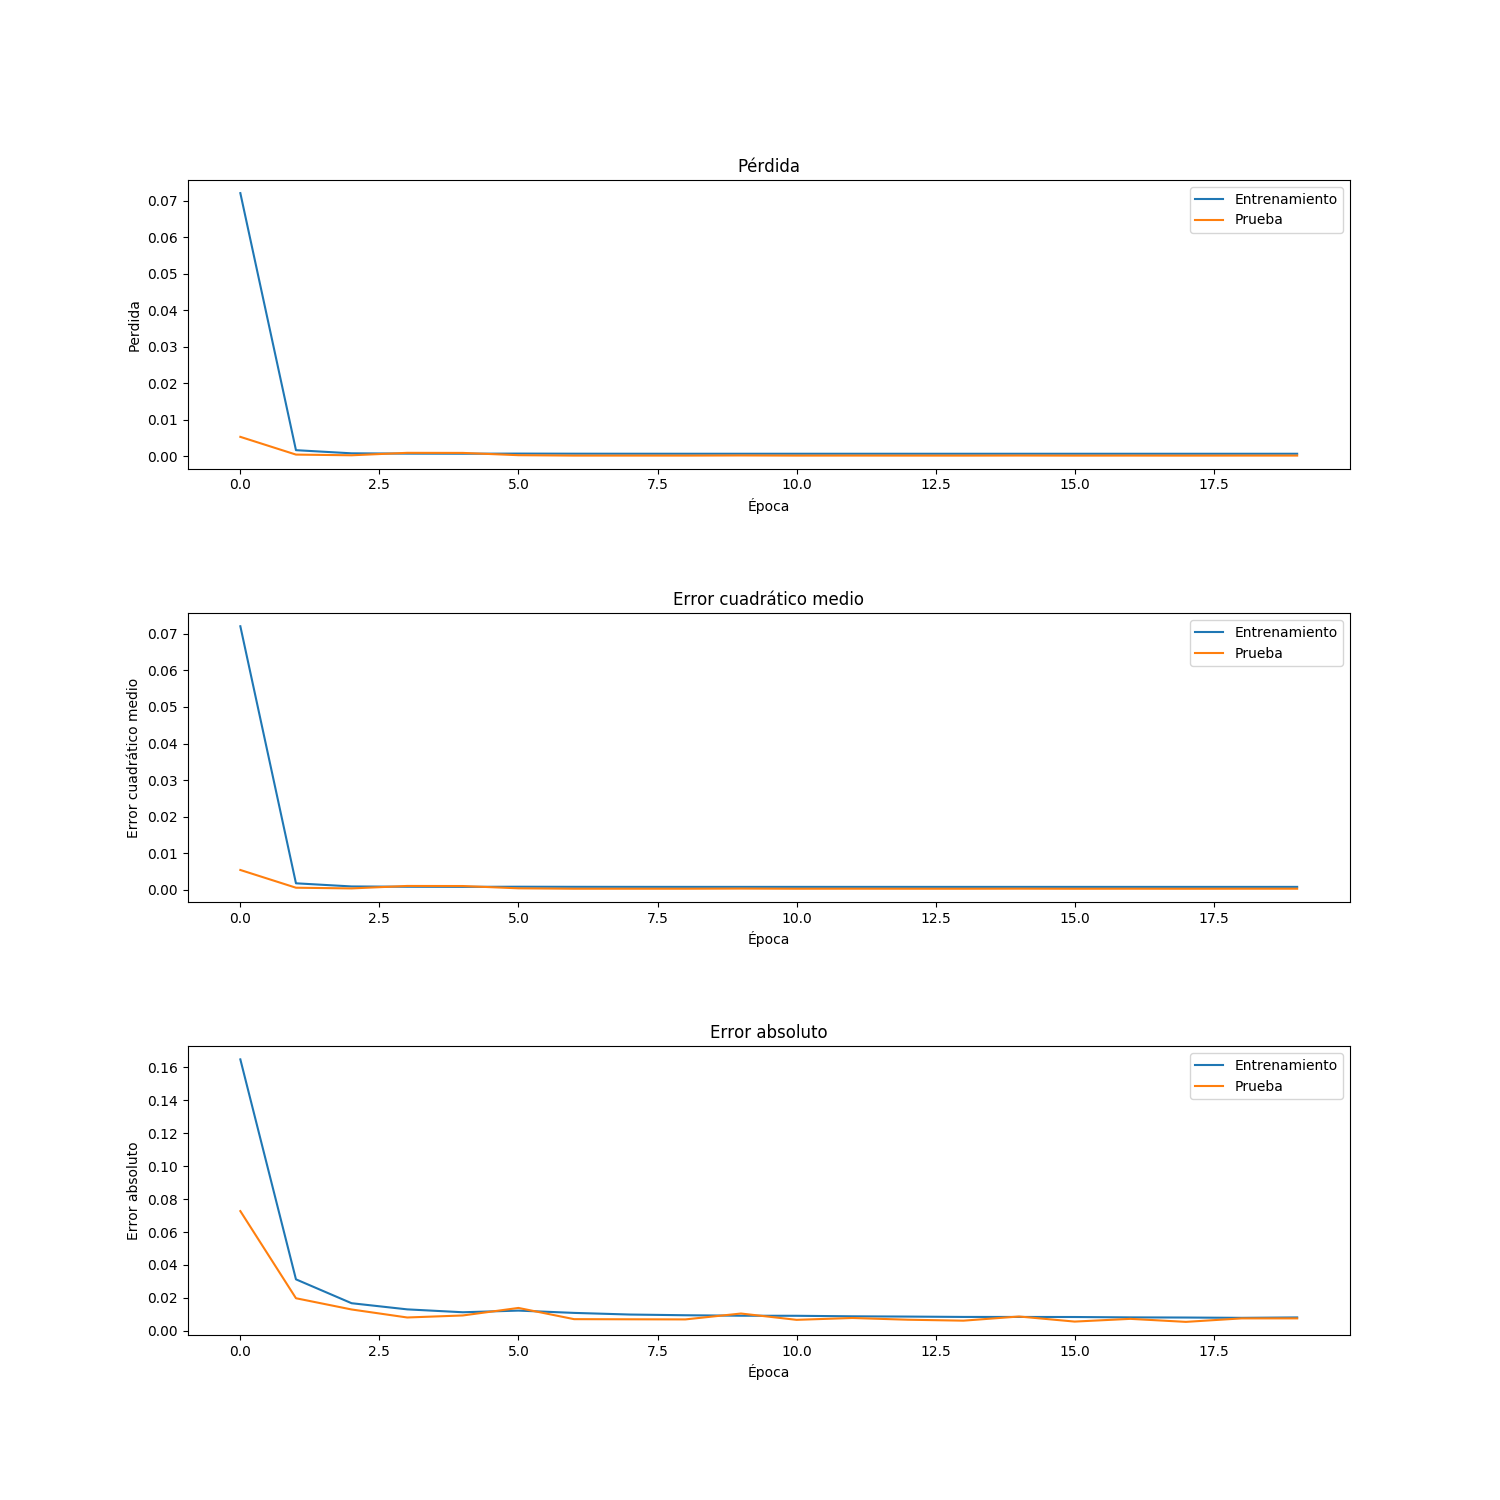 Pérdida
0.07
0.06
0.05
0.04
0.03
0.02
0.01
0.00
Perdida
Entrenamiento
Prueba
0.0 2.5 5.0 7.5 10.0 12.5 15.0 17.5
Época
Error cuadrático medio
0.07
0.06
0.05
0.04
0.03
0.02
0.01
0.00
Error cuadrático medio
Entrenamiento
Prueba
0.0 2.5 5.0 7.5 10.0 12.5 15.0 17.5
Época
Error absoluto
0.16
0.14
0.12
0.10
0.08
0.06
0.04
0.02
0.00
Error absoluto
Entrenamiento
Prueba
0.0 2.5 5.0 7.5 10.0 12.5 15.0 17.5
Época